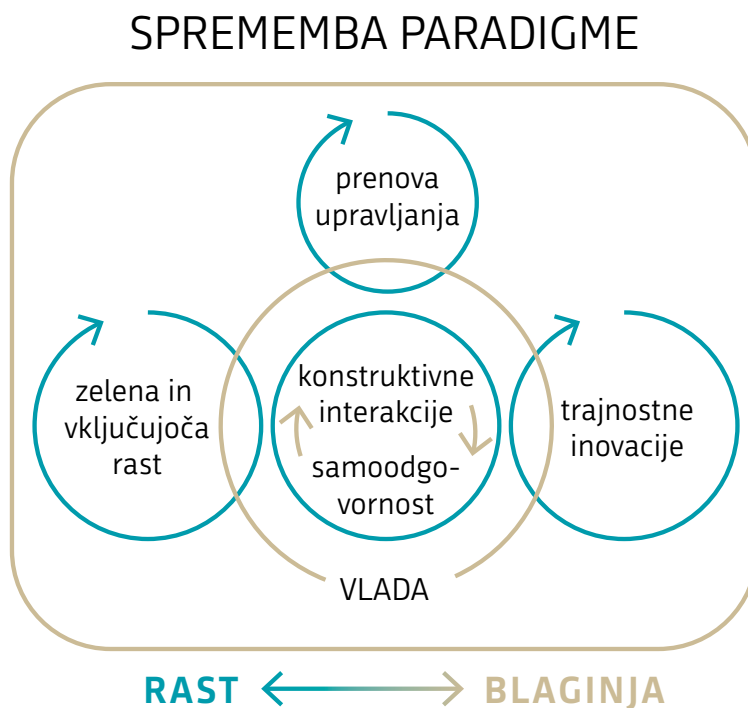 SPREMEMBA PARADIGME
prenova
upravljanja
zelena in
vključujoča
rast
konstruktivne
interakcije
samoodgo-
vornost
trajnostne
inovacije
VLADA
RAST BLAGINJA